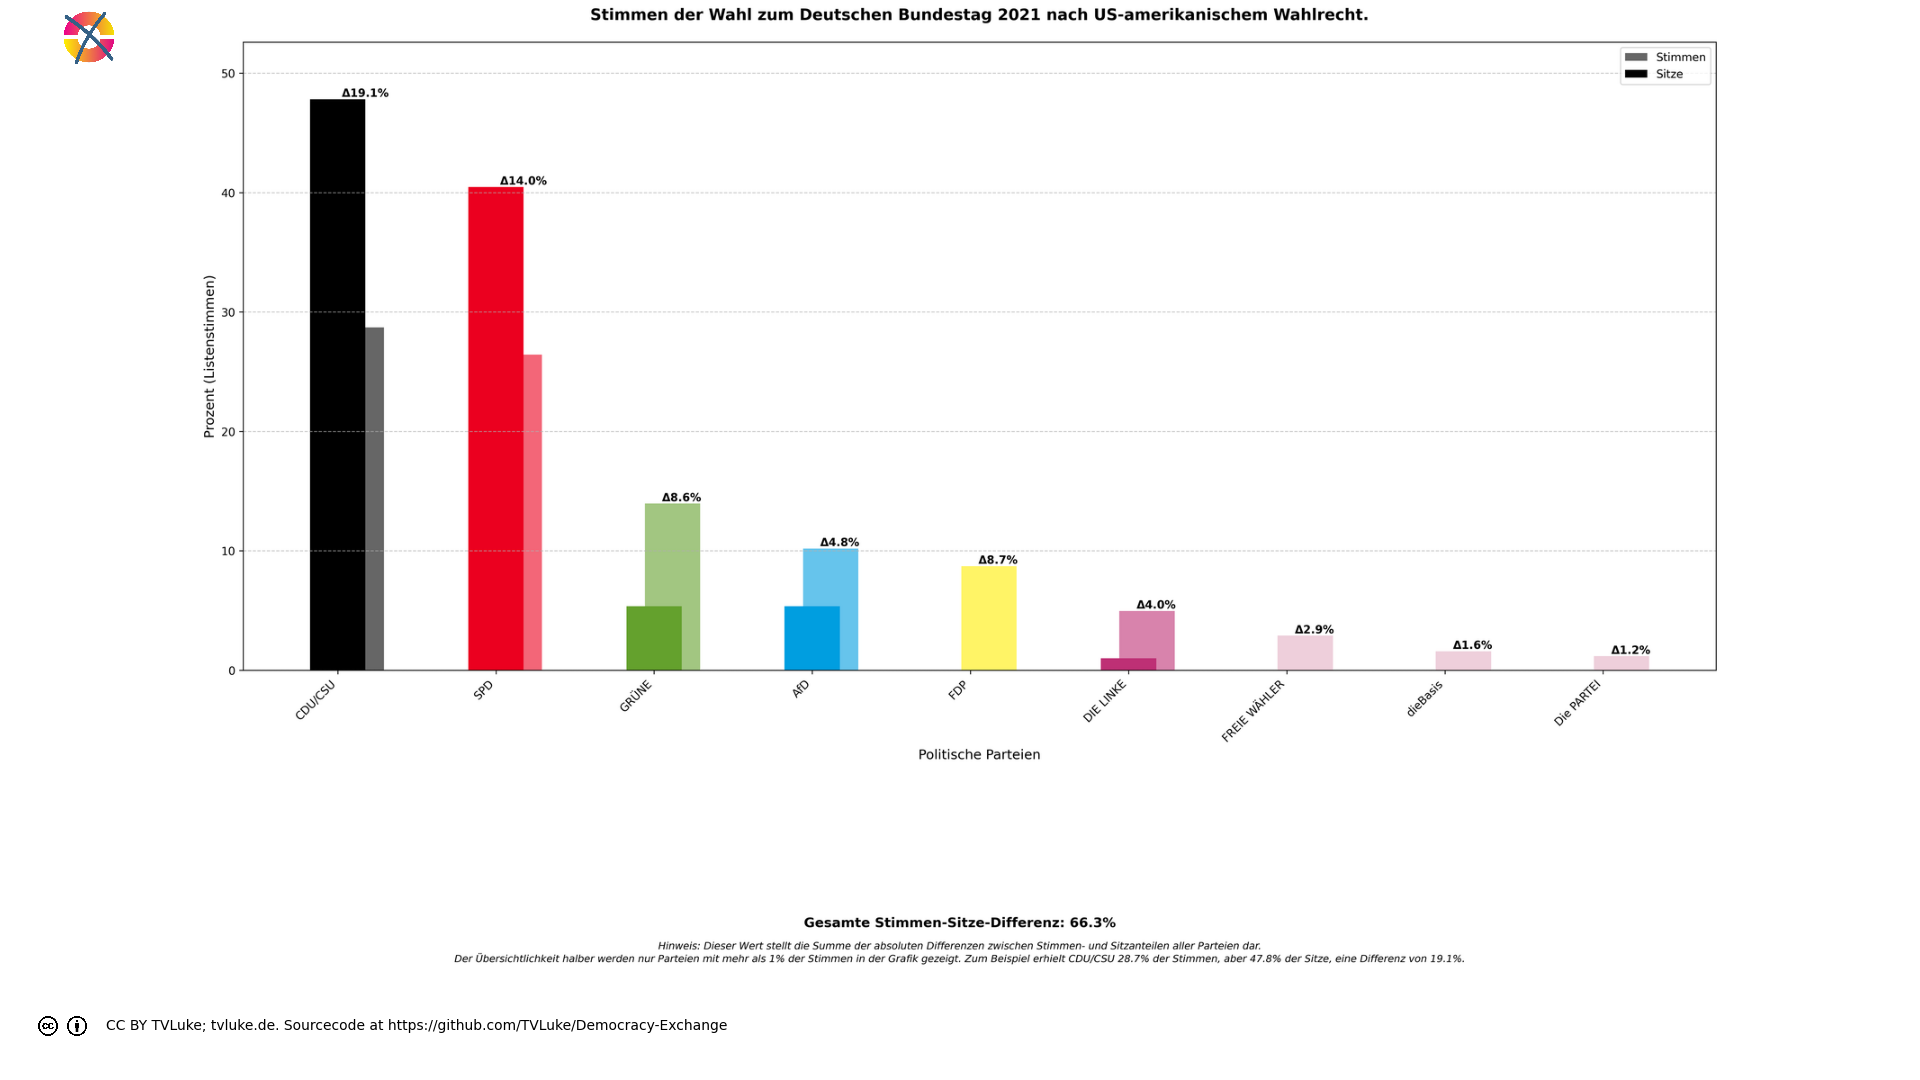 Stimmen der Wahl zum Deutschen Bundestag 2021 nach US-amerikanischem Wahlrecht.
Stimmen
Sitze
Prozent (Listenstimmen)
50
40
30
20
10
0
Δ19.1%
Δ14.0%
Δ8.6%
Δ4.8%
Δ8.7%
Δ4.0%
Δ2.9%
Δ1.6%
Δ1.2%
CDU/CSU
SPD
GRÜNE
AfD
FDP
DIE LINKE
FREIE WÄHLER
dieBasis
Die PARTEI
Politische Parteien
Gesamte Stimmen-Sitze-Differenz: 66.3%
Hinweis: Dieser Wert stellt die Summe der absoluten Differenzen zwischen Stimmen- und Sitzanteilen aller Parteien dar.
Der Übersichtlichkeit halber werden nur Parteien mit mehr als 1% der Stimmen in der Grafik gezeigt. Zum Beispiel erhielt CDU/CSU 28.7% der Stimmen, aber 47.8% der Sitze, eine Differenz von 19.1%.
cc CC BY TVLuke; tvluke.de. Sourcecode at https://github.com/TVLuke/Democracy-Exchange